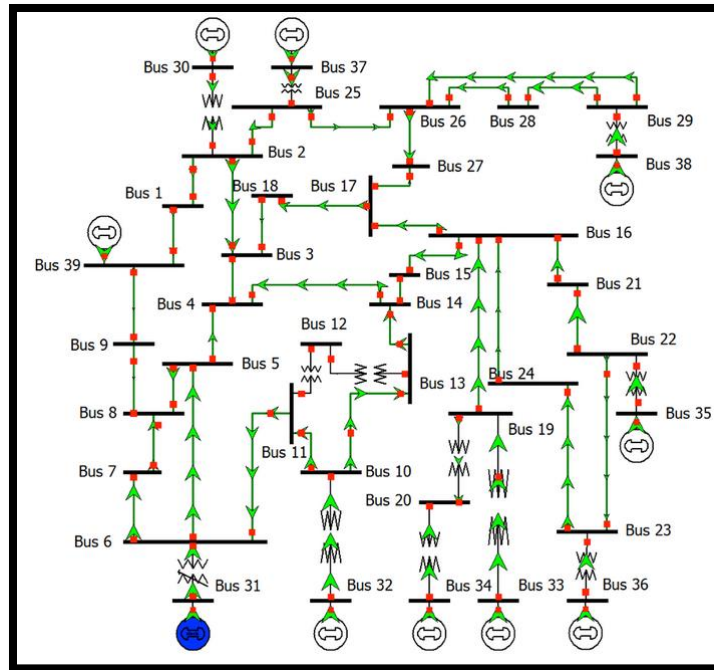 Bus 30
Bus 37
Bus 25
Bus 26
Bus 28
Bus 29
Bus 2
Bus 27
Bus 38
Bus 1
Bus 18
Bus 17
Bus 39
Bus 3
Bus 16
Bus 15
Bus 4
Bus 14
Bus 21
Bus 12
Bus 9
Bus 22
Bus 5
Bus 24
Bus 13
Bus 8
Bus 35
Bus 19
Bus 11
Bus 7
Bus 10
Bus 20
Bus 6
Bus 23
Bus 31
Bus 32
Bus 34
Bus 33
Bus 36